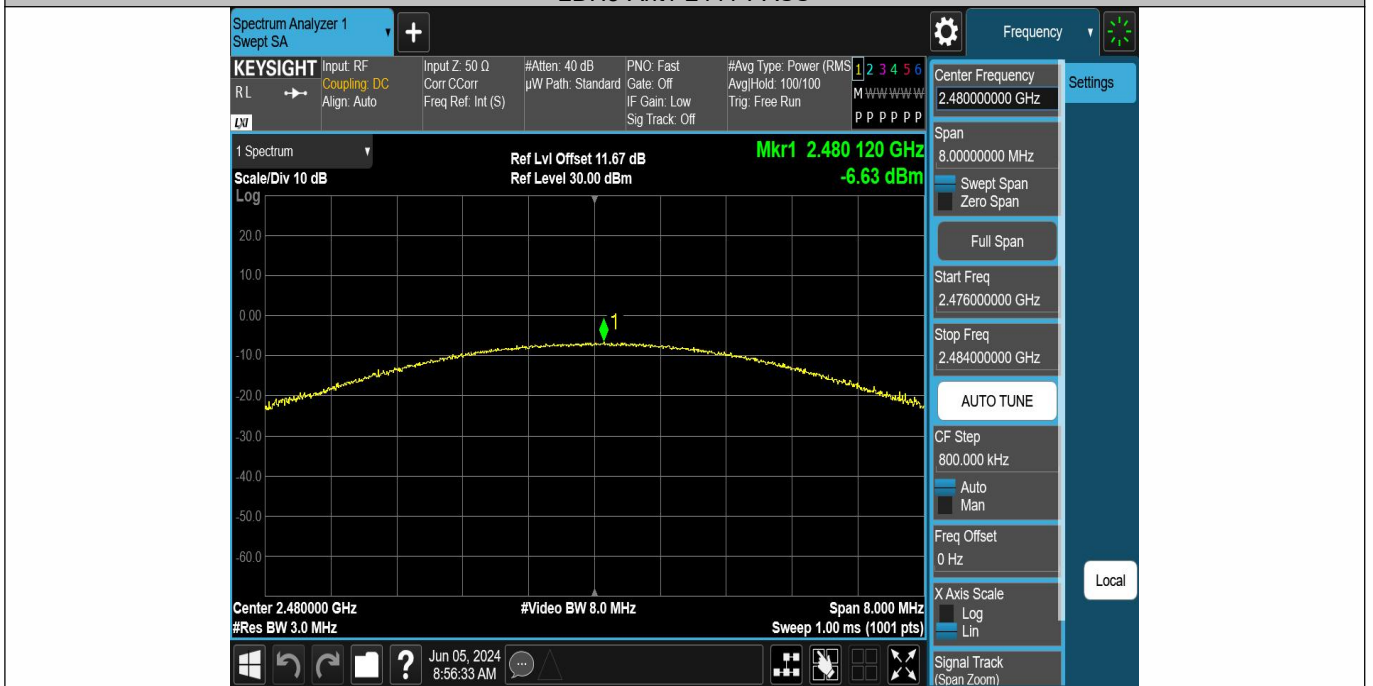 Spectrum Analyzer 1
Swept SA
+
Frequency
KEYSIGHT
RL
LXI
Input: RF
Coupling: DC
Align: Auto
Input Z: 50 Ω
Corr CCorr
Freq Ref: Int (S)
#Atten: 40 dB
µW Path: Standard
PNO: Fast
Gate: Off
IF Gain: Low
Sig Track: Off
#Avg Type: Power (RMS
Avg|Hold: 100/100
Trig: Free Run
1 2 3 4 5 6
M W W W W W
P P P P P P
1 Spectrum
Scale/Div 10 dB
Log
Ref Lvl Offset 11.67 dB
Ref Level 30.00 dBm
Mkr1 2.480 120 GHz
-6.63 dBm
20.0
10.0
0.00
-10.0
-20.0
-30.0
-40.0
-50.0
-60.0
1
Center 2.480000 GHz
#Res BW 3.0 MHz
#Video BW 8.0 MHz
Span 8.000 MHz
Sweep 1.00 ms (1001 pts)
Center Frequency
2.480000000 GHz
Settings
Span
8.00000000 MHz
Swept Span
Zero Span
Full Span
Start Freq
2.476000000 GHz
Stop Freq
2.484000000 GHz
AUTO TUNE
CF Step
800.000 kHz
Auto
Man
Freq Offset
0 Hz
X Axis Scale
Log
Lin
Signal Track
(Span Zoom)
Local
?
Jun 05, 2024
8:56:33 AM